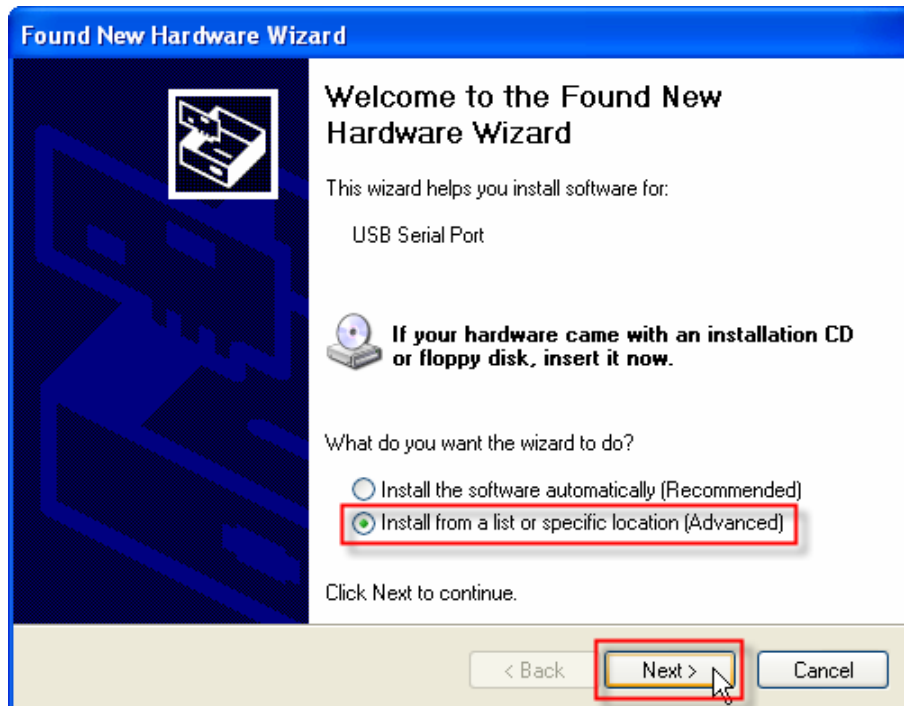 Found New Hardware Wizard
Welcome to the Found New
Hardware Wizard
This wizard helps you install software for:
USB Serial Port
If your hardware came with an installation CD
or floppy disk, insert it now.
What do you want the wizard to do?
Install the software automatically (Recommended)
Install from a list or specific location (Advanced)
Click Next to continue.
< Back Next > Cancel